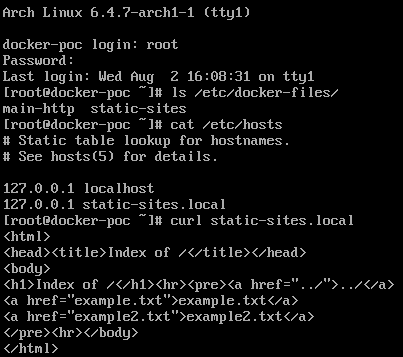 Arch Linux 6.4.7-arch1-1 (tty1)

docker-poc login: root
Password:
Last login: Wed Aug  2 16:08:31 on tty1
[root@docker-poc ~]# ls /etc/docker-files/
main-http  static-sites
[root@docker-poc ~]# cat /etc/hosts
# Static table lookup for hostnames.
# See hosts(5) for details.

127.0.0.1 localhost
127.0.0.1 static-sites.local
[root@docker-poc ~]# curl static-sites.local
<html>
<head><title>Index of /</title></head>
<body>
<h1>Index of /</h1><hr><pre><a href="../">../</a>
<a href="example.txt">example.txt</a>
<a href="example2.txt">example2.txt</a>
</pre><hr></body>
</html>